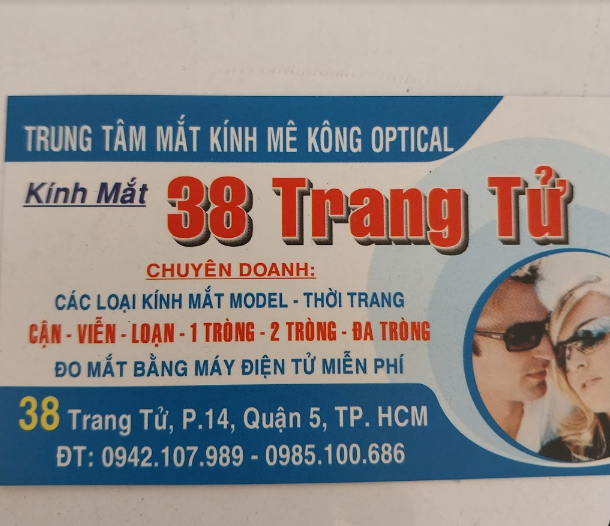 TRUNG TÂM MẮT KÍNH MÊ KÔNG OPTICAL
Kính Mắt 38 Trang Tử
CHUYÊN DOANH:
CÁC LOẠI KÍNH MẮT MODEL - THỜI TRANG
CẬN - VIỄN - LOẠN - 1 TRÒNG - 2 TRÒNG - ĐA TRÒNG
ĐO MẮT BẰNG MÁY ĐIỆN TỬ MIỄN PHÍ
38 Trang Tử, P.14, Quận 5, TP. HCM
ĐT: 0942.107.989 - 0985.100.686